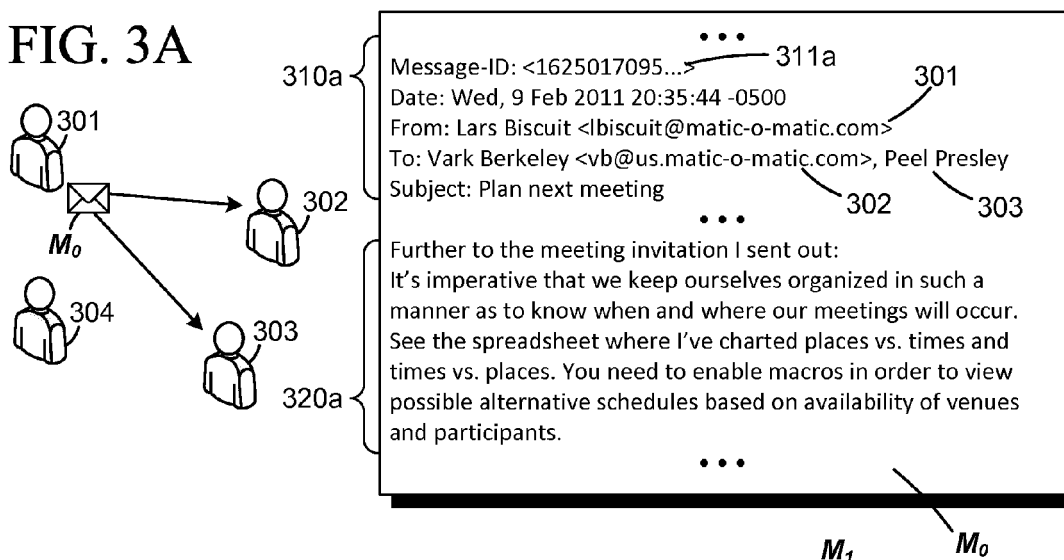 FIG. 3A
310a
• • •
Message-ID: <1625017095...>
311a
Date: Wed, 9 Feb 2011 20:35:44 -0500
301
From: Lars Biscuit <lbiscuit@matic-o-matic.com>
To: Vark Berkeley <vb@us.matic-o-matic.com>, Peel Presley
Subject: Plan next meeting
302
303
• • •
301
302
M0
304
303
320a
Further to the meeting invitation I sent out:
It's imperative that we keep ourselves organized in such a
manner as to know when and where our meetings will occur.
See the spreadsheet where I've charted places vs. times and
times vs. places. You need to enable macros in order to view
possible alternative schedules based on availability of venues
and participants.
• • •
M0
M1